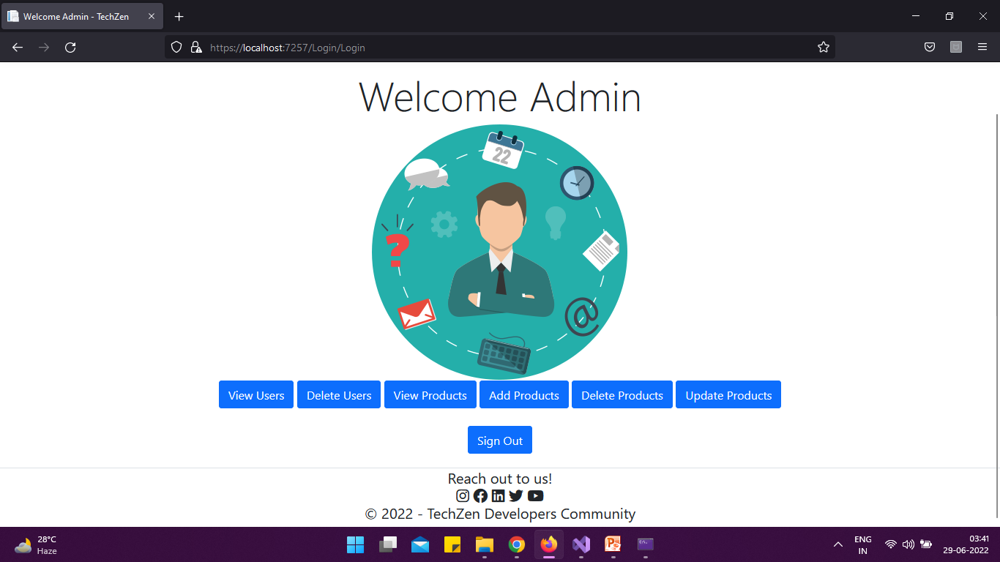 Welcome Admin - TechZen
https://localhost:7257/Login/Login
Welcome Admin
22
?
@
View Users Delete Users View Products Add Products Delete Products Update Products
Sign Out
Reach out to us!
© 2022 - TechZen Developers Community
28°C
Haze
ENG
IN
03:41
29-06-2022